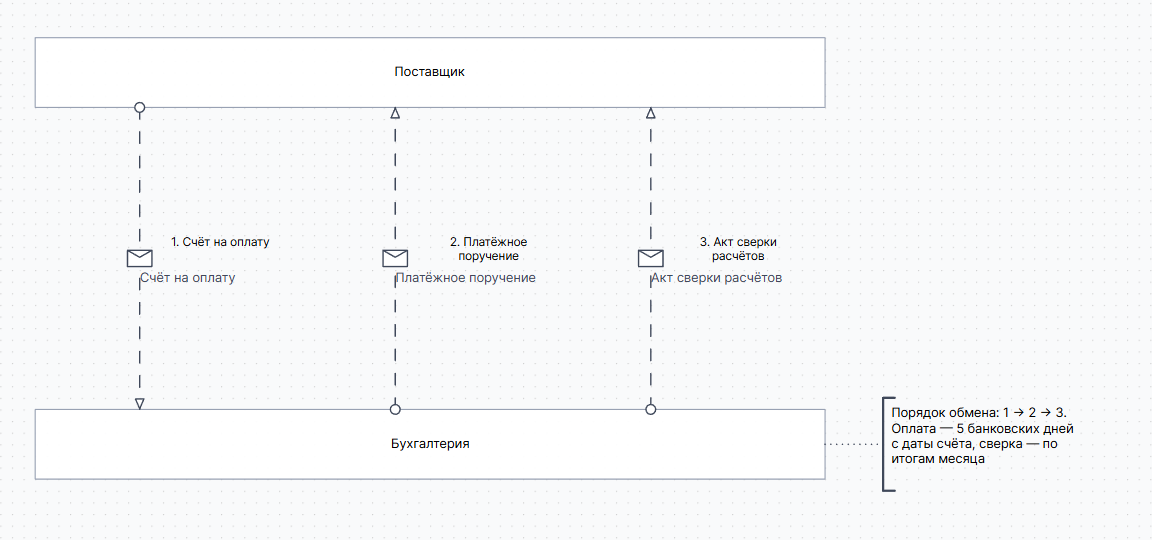 Поставщик
1. Счёт на оплату
Счёт на оплату
2. Платёжное
поручение
Платёжное поручение
3. Акт сверки
расчётов
Акт сверки расчётов
Бухгалтерия
Порядок обмена: 1 → 2 → 3.
Оплата — 5 банковских дней
с даты счёта, сверка — по
итогам месяца